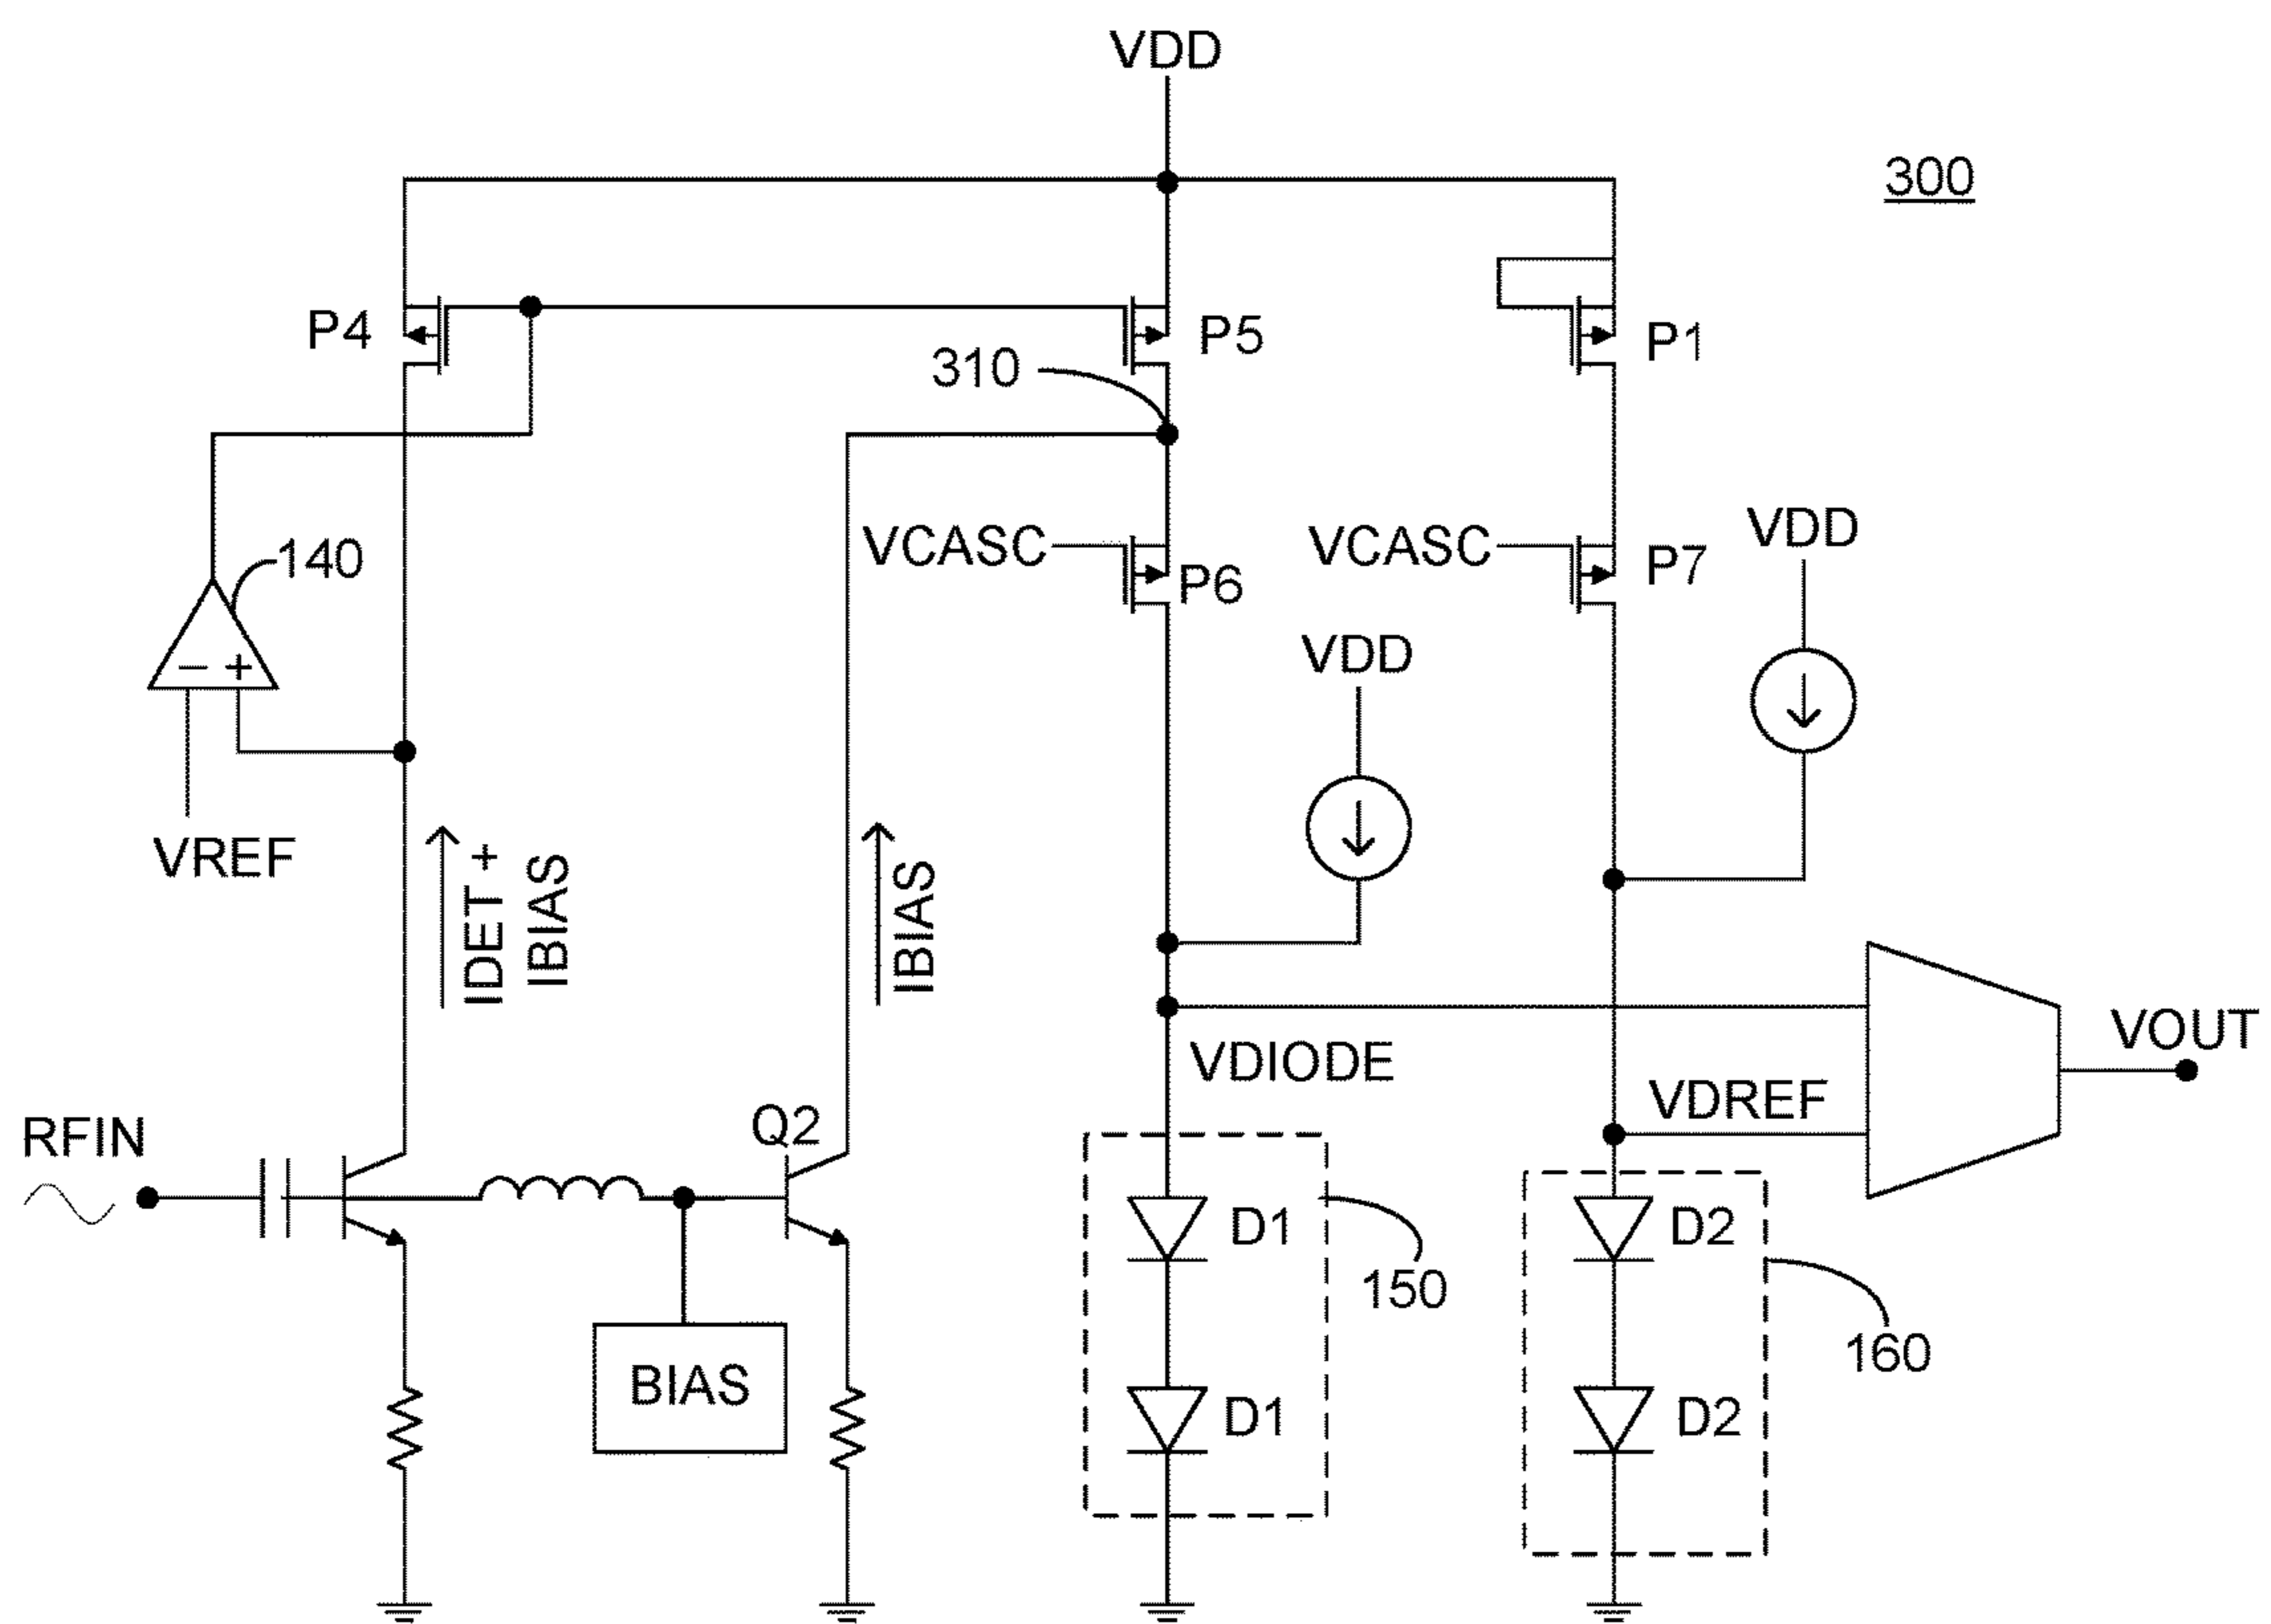 VDD
300
P4
P5
P1
310
VCASC
P6
VCASC
P7
VDD
140
VDD
− +
VREF
IDET +
IBIAS
IBIAS
VDIODE
VOUT
VDREF
RFIN
Q2
D1
D2
150
160
BIAS
D1
D2